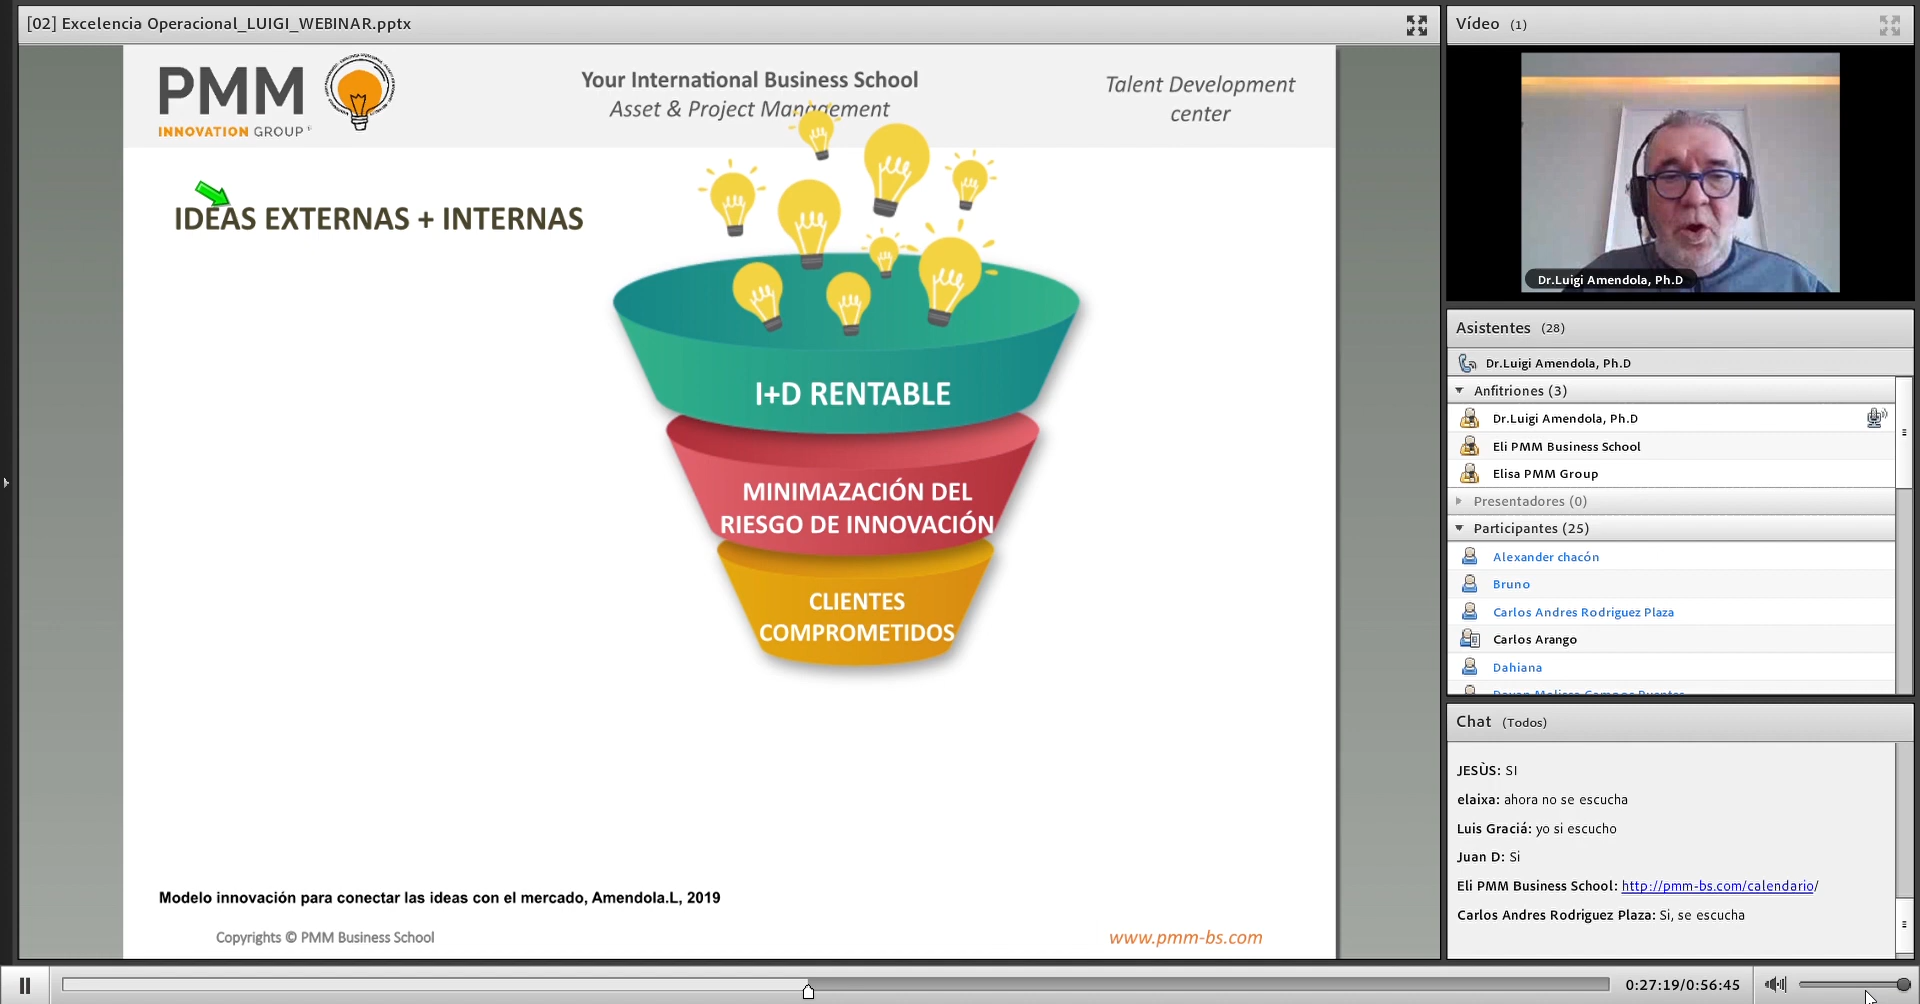 [02] Excelencia Operacional_LUIGI_WEBINAR.pptx
PMM
INNOVATION GROUP®
Your International Business School
Asset & Project Management
Talent Development
center
IDEAS EXTERNAS + INTERNAS
I+D RENTABLE
MINIMAZACIÓN DEL
RIESGO DE INNOVACIÓN
CLIENTES
COMPROMETIDOS
Modelo innovación para conectar las ideas con el mercado, Amendola.L, 2019
Copyrights © PMM Business School
www.pmm-bs.com
Vídeo (1)
Dr.Luigi Amendola, Ph.D
Asistentes (28)
Dr.Luigi Amendola, Ph.D
Anfitriones (3)
Dr.Luigi Amendola, Ph.D
Eli PMM Business School
Elisa PMM Group
Presentadores (0)
Participantes (25)
Alexander chacón
Bruno
Carlos Andres Rodriguez Plaza
Carlos Arango
Dahiana
Chat (Todos)
JESÙS: SI
elaixa: ahora no se escucha
Luis Graciá: yo si escucho
Juan D: Si
Eli PMM Business School: http://pmm-bs.com/calendario/
Carlos Andres Rodriguez Plaza: Si, se escucha
0:27:19/0:56:45